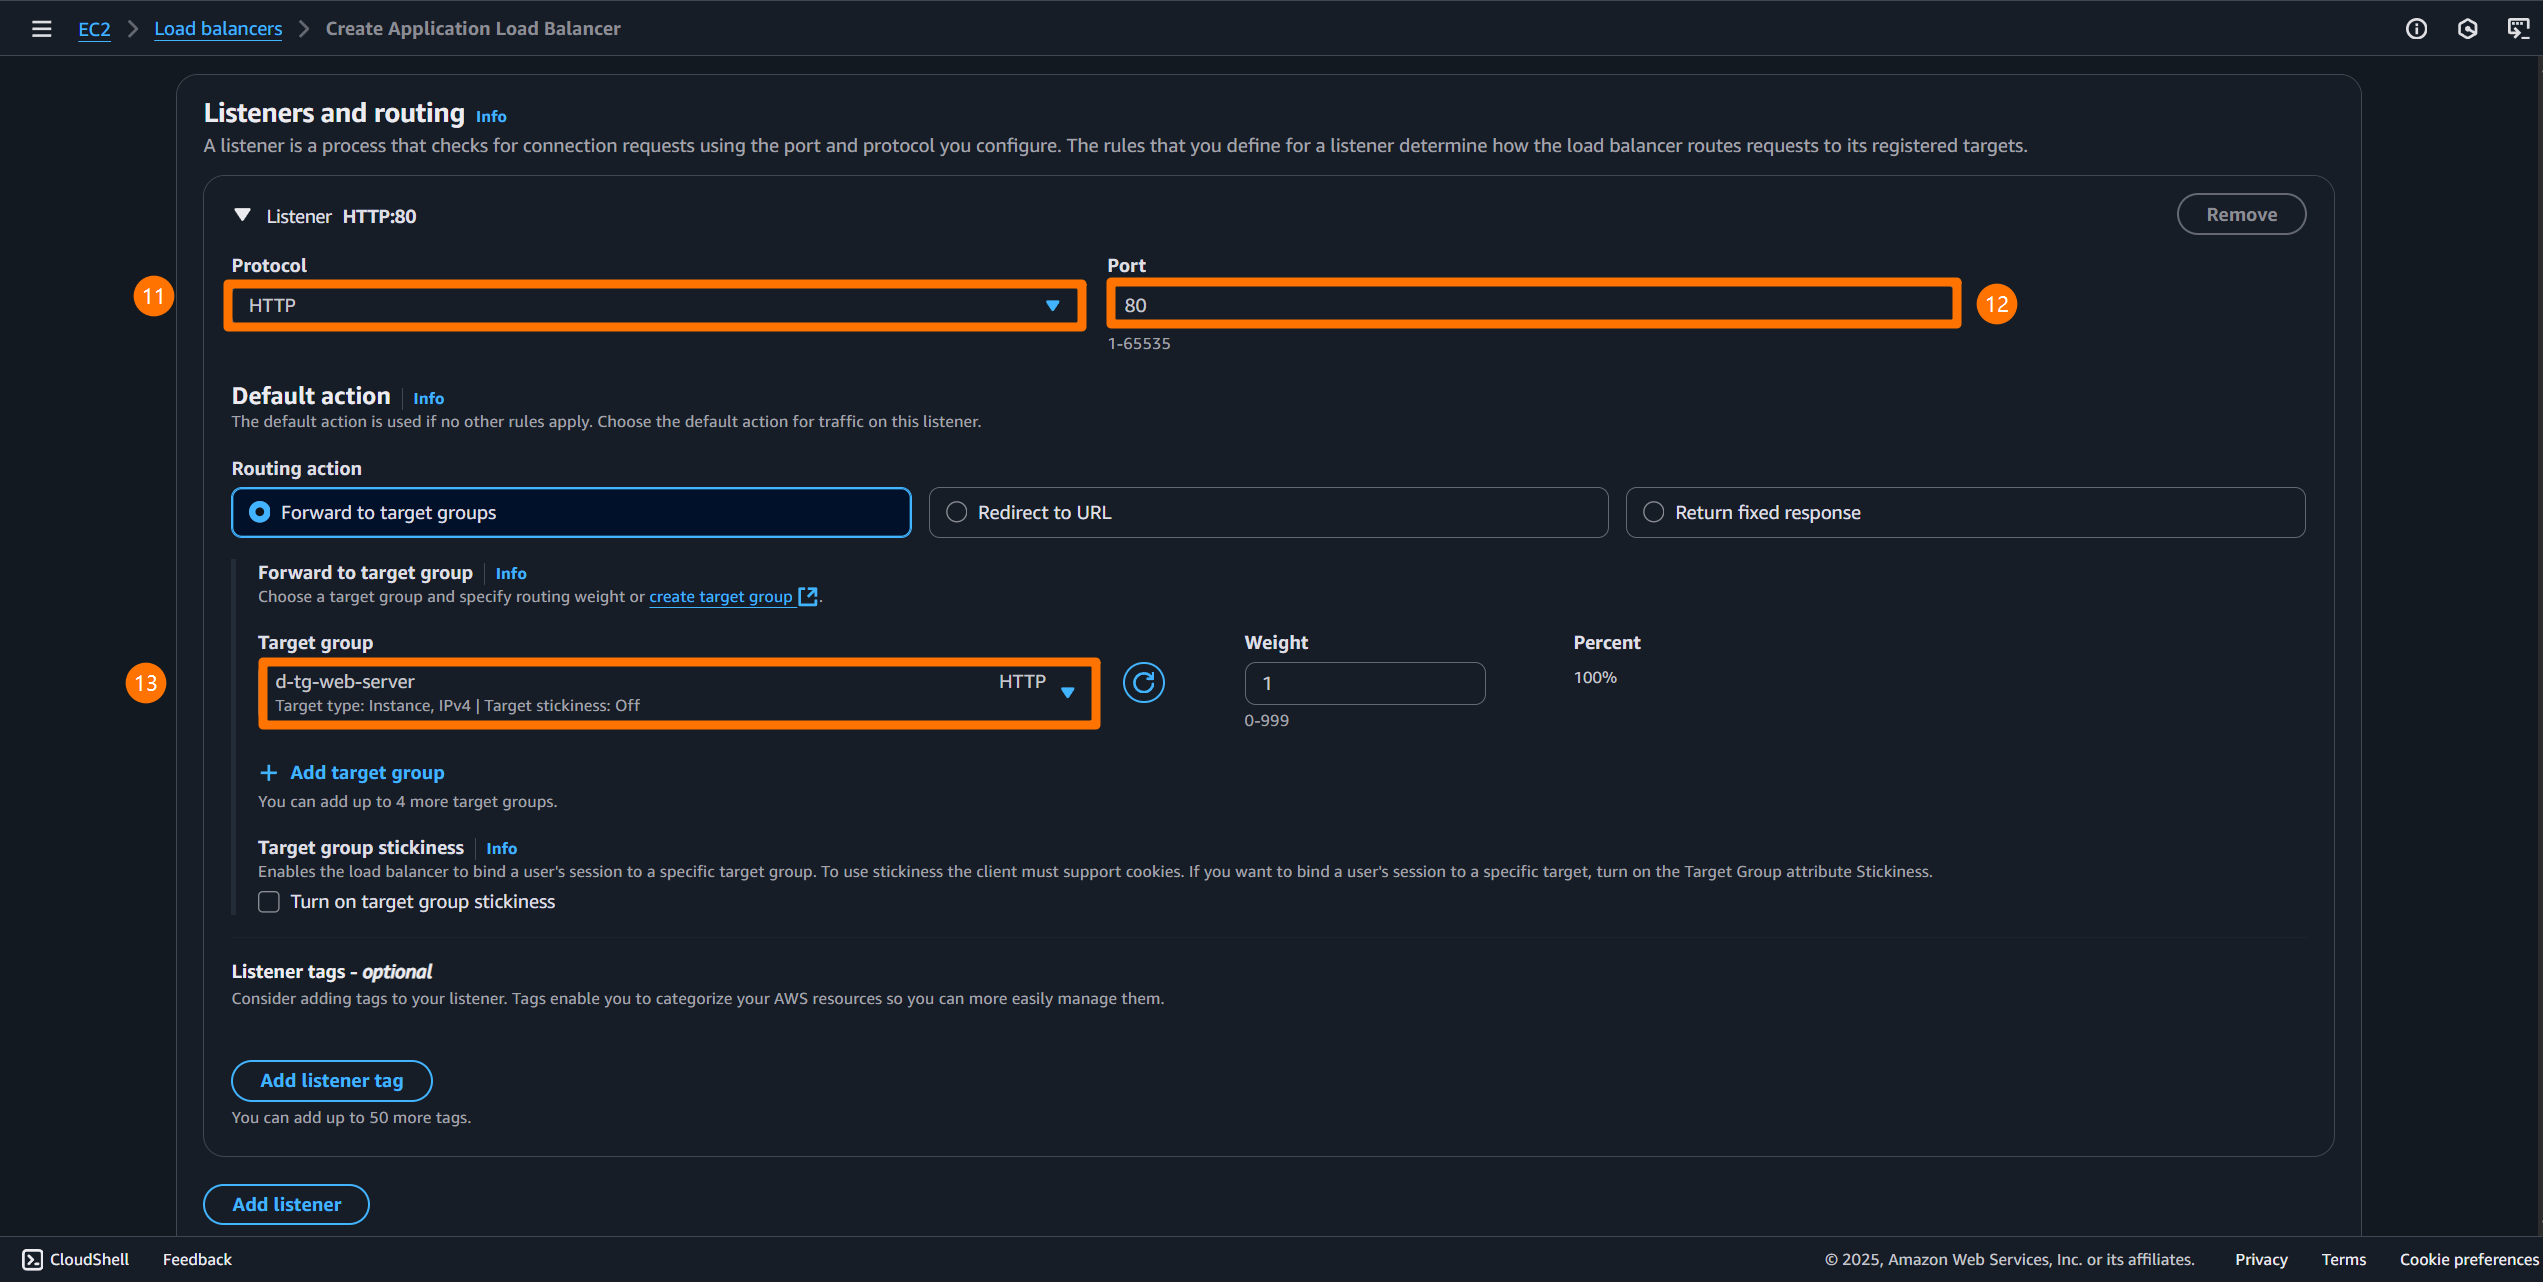 EC2 > Load balancers > Create Application Load Balancer
Listeners and routing Info
A listener is a process that checks for connection requests using the port and protocol you configure. The rules that you define for a listener determine how the load balancer routes requests to its registered targets.
Listener HTTP:80
Remove
Protocol
Port
11
HTTP
80
12
1-65535
Default action Info
The default action is used if no other rules apply. Choose the default action for traffic on this listener.
Routing action
Forward to target groups
Redirect to URL
Return fixed response
Forward to target group Info
Choose a target group and specify routing weight or create target group.
Target group
Weight
Percent
13
d-tg-web-server HTTP
Target type: Instance, IPv4 | Target stickiness: Off
1
100%
0-999
+ Add target group
You can add up to 4 more target groups.
Target group stickiness Info
Enables the load balancer to bind a user's session to a specific target group. To use stickiness the client must support cookies. If you want to bind a user's session to a specific target, turn on the Target Group attribute Stickiness.
Turn on target group stickiness
Listener tags - optional
Consider adding tags to your listener. Tags enable you to categorize your AWS resources so you can more easily manage them.
Add listener tag
You can add up to 50 more tags.
Add listener
CloudShell Feedback © 2025, Amazon Web Services, Inc. or its affiliates. Privacy Terms Cookie preferences